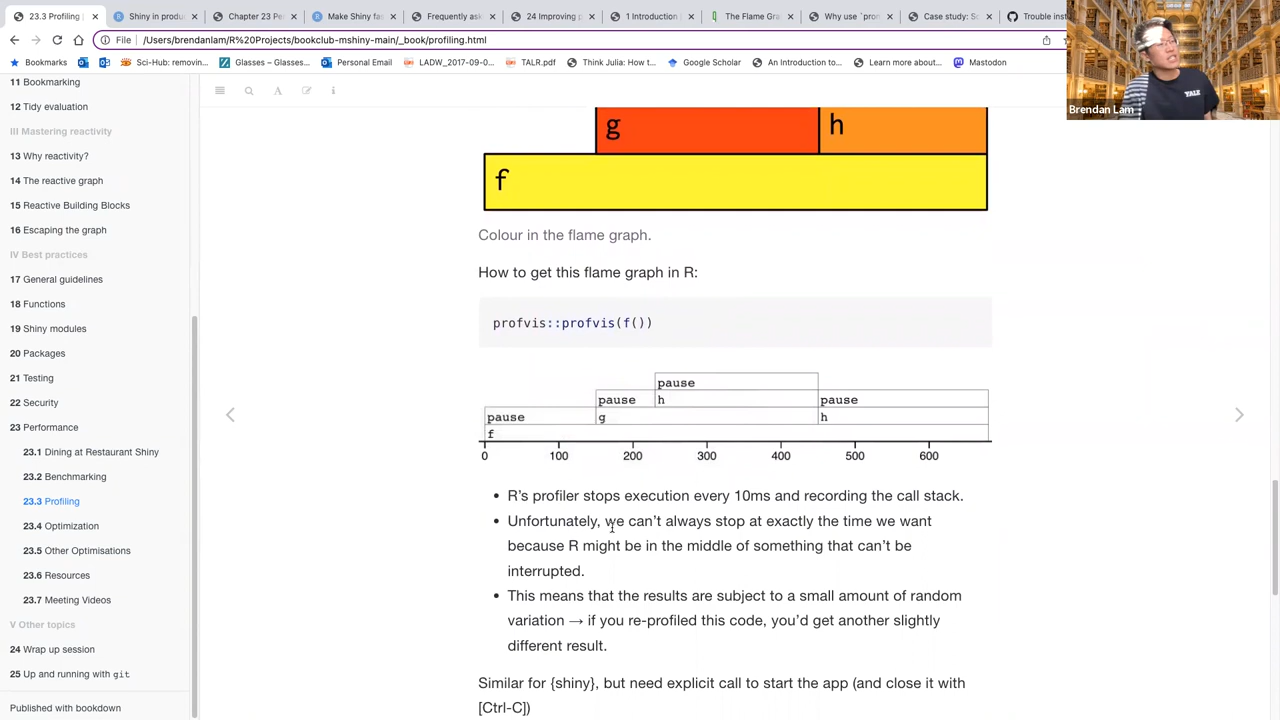 23.3 Profiling
Shiny in produ
Chapter 23 Pe
Make Shiny fas
Frequently ask
24 Improving p
1 Introduction
The Flame Gra
Why use `pron
Case study: Sc
Trouble inst
File
/Users/brendanlam/R%20Projects/bookclub-mshiny-main/_book/profiling.html
Bookmarks
Sci-Hub: removin...
Glasses – Glasses...
Personal Email
LADW_2017-09-0...
TALR.pdf
Think Julia: How t...
Google Scholar
An Introduction to...
Learn more about...
Mastodon
YALE
Brendan Lam
11 Bookmarking
12 Tidy evaluation
III Mastering reactivity
13 Why reactivity?
14 The reactive graph
15 Reactive Building Blocks
16 Escaping the graph
IV Best practices
17 General guidelines
18 Functions
19 Shiny modules
20 Packages
21 Testing
22 Security
23 Performance
23.1 Dining at Restaurant Shiny
23.2 Benchmarking
23.3 Profiling
23.4 Optimization
23.5 Other Optimisations
23.6 Resources
23.7 Meeting Videos
V Other topics
24 Wrap up session
25 Up and running with git
Published with bookdown
g
h
f
Colour in the flame graph.
How to get this flame graph in R:
profvis::profvis(f())
pause
pause h pause
pause g h
f
0 100 200 300 400 500 600
• R's profiler stops execution every 10ms and recording the call stack.
• Unfortunately, we can't always stop at exactly the time we want
because R might be in the middle of something that can't be
interrupted.
• This means that the results are subject to a small amount of random
variation → if you re-profiled this code, you'd get another slightly
different result.
Similar for {shiny}, but need explicit call to start the app (and close it with
[Ctrl-C])